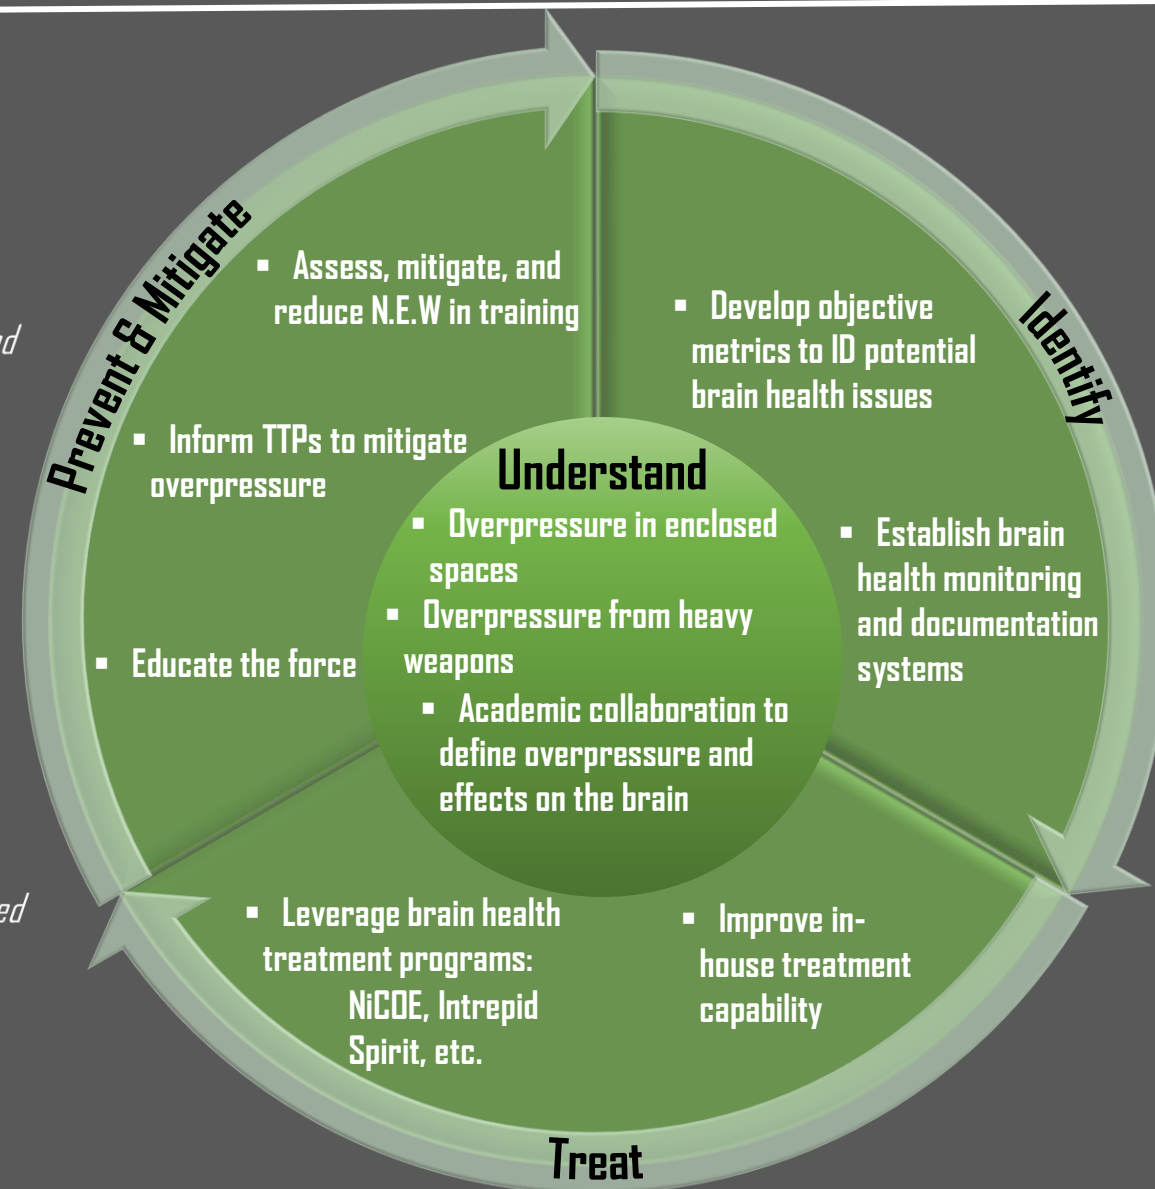 Prevent & Mitigate
▪ Assess, mitigate, and
reduce N.E.W in training
▪ Inform TTPs to mitigate
overpressure
▪ Educate the force
Identify
▪ Develop objective
metrics to ID potential
brain health issues
▪ Establish brain
health monitoring
and documentation
systems
Understand
▪ Overpressure in enclosed
spaces
▪ Overpressure from heavy
weapons
▪ Academic collaboration to
define overpressure and
effects on the brain
▪ Leverage brain health
treatment programs:
NiCOE, Intrepid
Spirit, etc.
▪ Improve in-
house treatment
capability
Treat